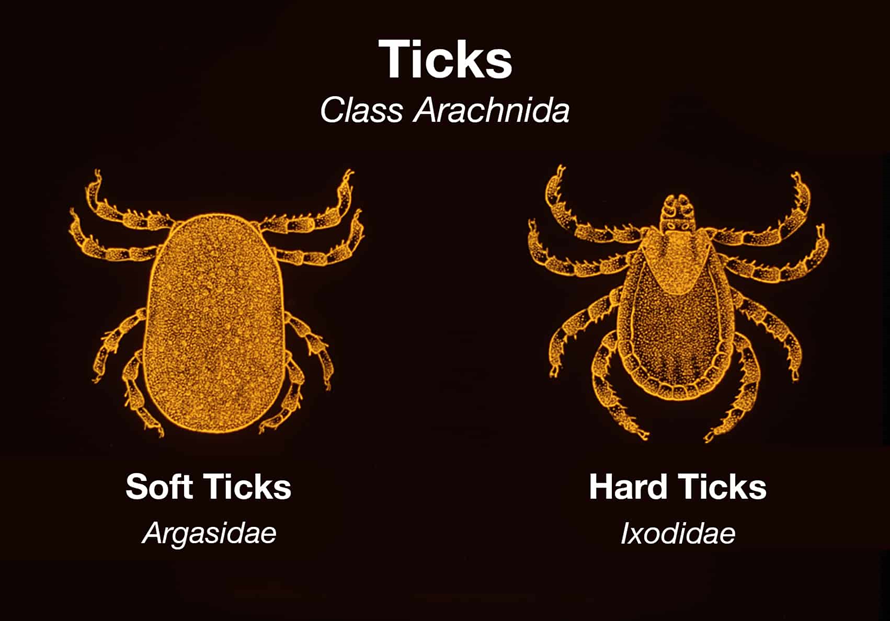 Ticks
Class Arachnida
Soft Ticks
Argasidae
Hard Ticks
Ixodidae